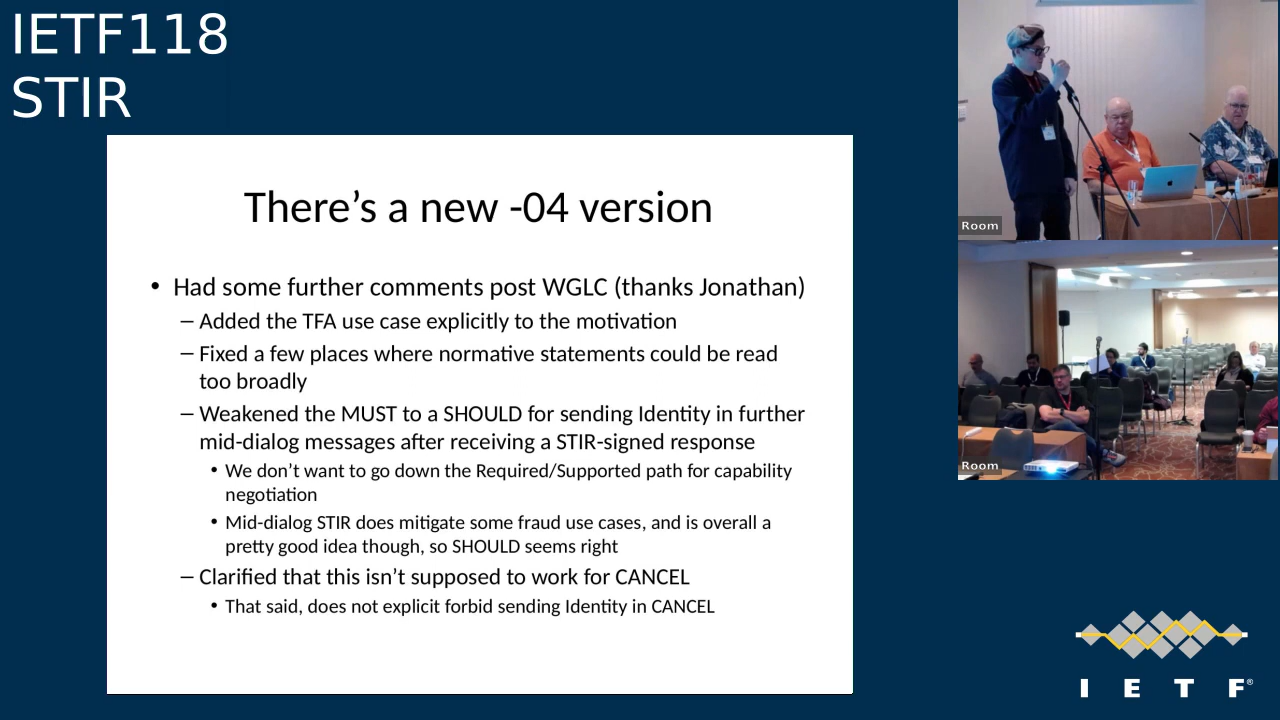 IETF118
STIR
There’s a new -04 version
• Had some further comments post WGLC (thanks Jonathan)
– Added the TFA use case explicitly to the motivation
– Fixed a few places where normative statements could be read
too broadly
– Weakened the MUST to a SHOULD for sending Identity in further
mid-dialog messages after receiving a STIR-signed response
• We don’t want to go down the Required/Supported path for capability
negotiation
• Mid-dialog STIR does mitigate some fraud use cases, and is overall a
pretty good idea though, so SHOULD seems right
– Clarified that this isn’t supposed to work for CANCEL
• That said, does not explicit forbid sending Identity in CANCEL
Room
Room
I E T F®